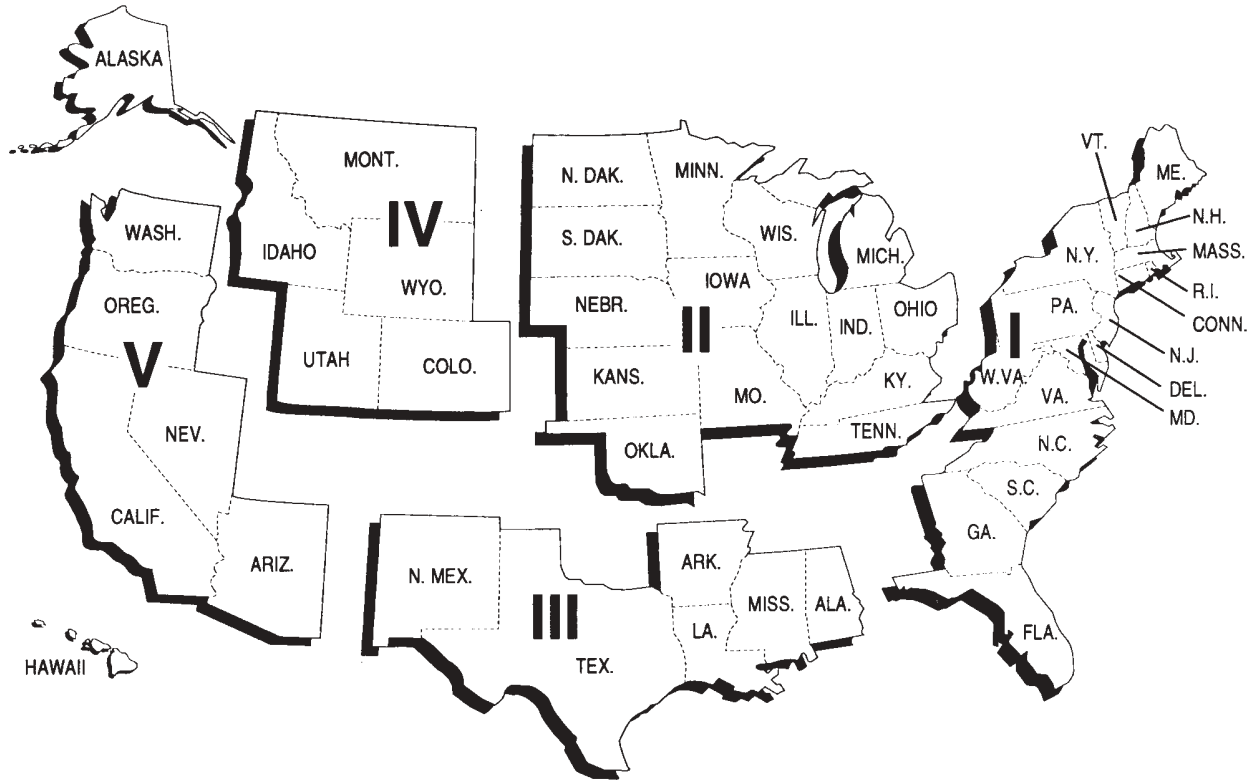 ALASKA
MONT.
IV
IDAHO
WYO.
UTAH
COLO.
WASH.
OREG.
V
NEV.
CALIF.
ARIZ.
HAWAII
N. DAK.
MINN.
S. DAK.
WIS.
MICH.
NEBR.
IOWA
II
ILL.
IND.
OHIO
KANS.
MO.
KY.
OKLA.
TENN.
N. MEX.
III
TEX.
ARK.
LA.
MISS.
ALA.
VT.
ME.
N.H.
MASS.
N.Y.
R.I.
CONN.
PA.
I
N.J.
W.VA.
DEL.
VA.
MD.
N.C.
S.C.
GA.
FLA.